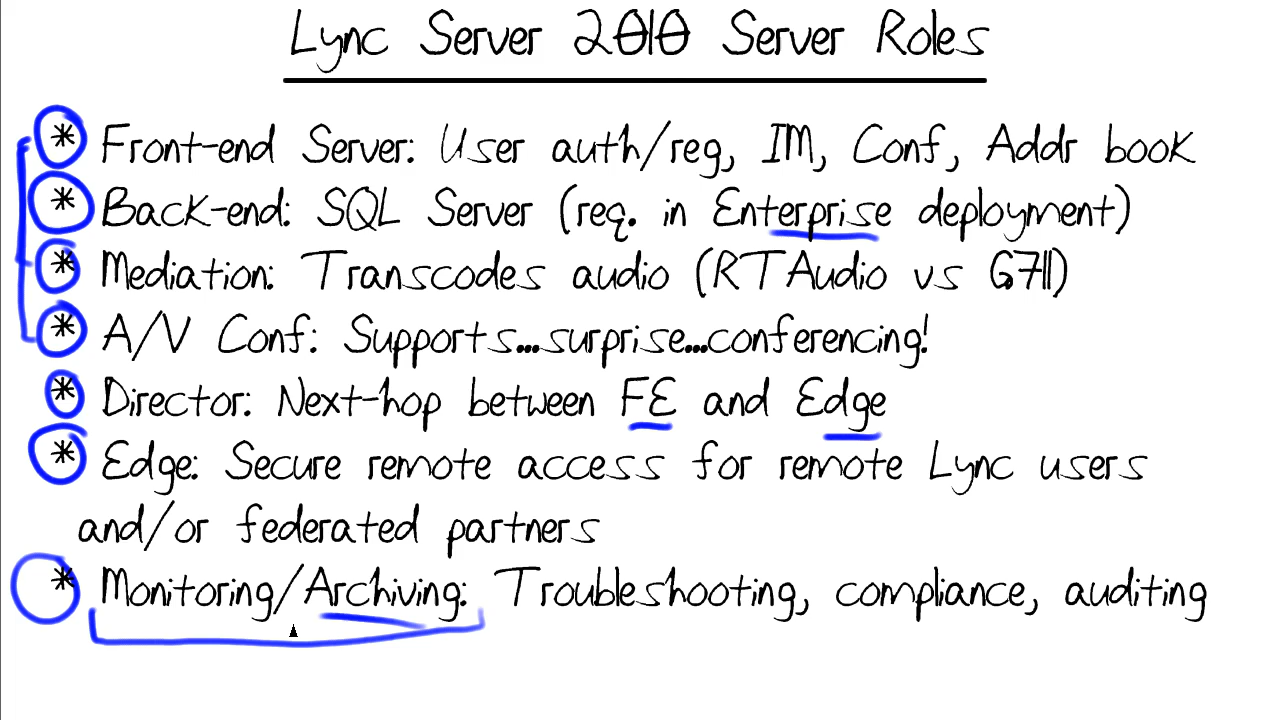 Lync Server 2010 Server Roles
* Front-end Server: User auth/reg, IM, Conf, Addr book
* Back-end: SQL Server (req. in Enterprise deployment)
* Mediation: Transcodes audio (RTAudio vs G.711)
* A/V Conf: Supports...surprise...conferencing!
* Director: Next-hop between FE and Edge
* Edge: Secure remote access for remote Lync users
and/or federated partners
* Monitoring/Archiving: Troubleshooting, compliance, auditing